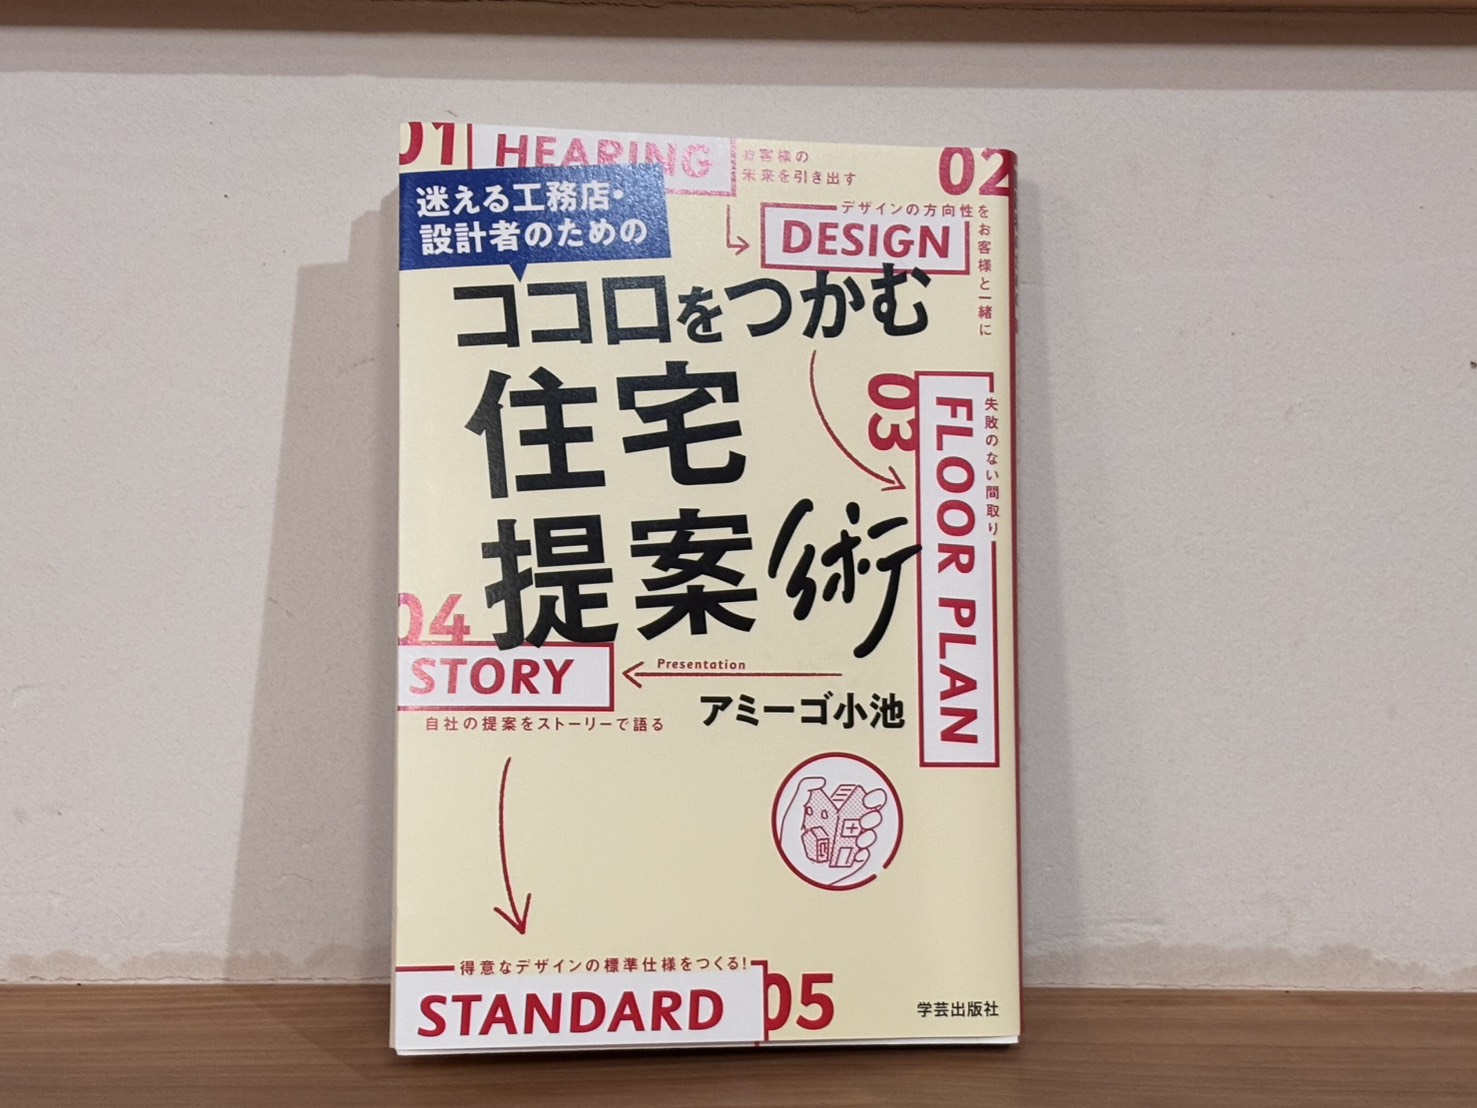 01
HEARING
お客様の
未来を引き出す
02
迷える工務店・
設計者のための
デザインの方向性をお客様と一緒に
DESIGN
ココロをつかむ
住宅
提案術
03
FLOOR PLAN
失敗のない間取り
04
STORY
Presentation
自社の提案をストーリーで語る
アミーゴ小池
得意なデザインの標準仕様をつくる!
STANDARD
05
学芸出版社